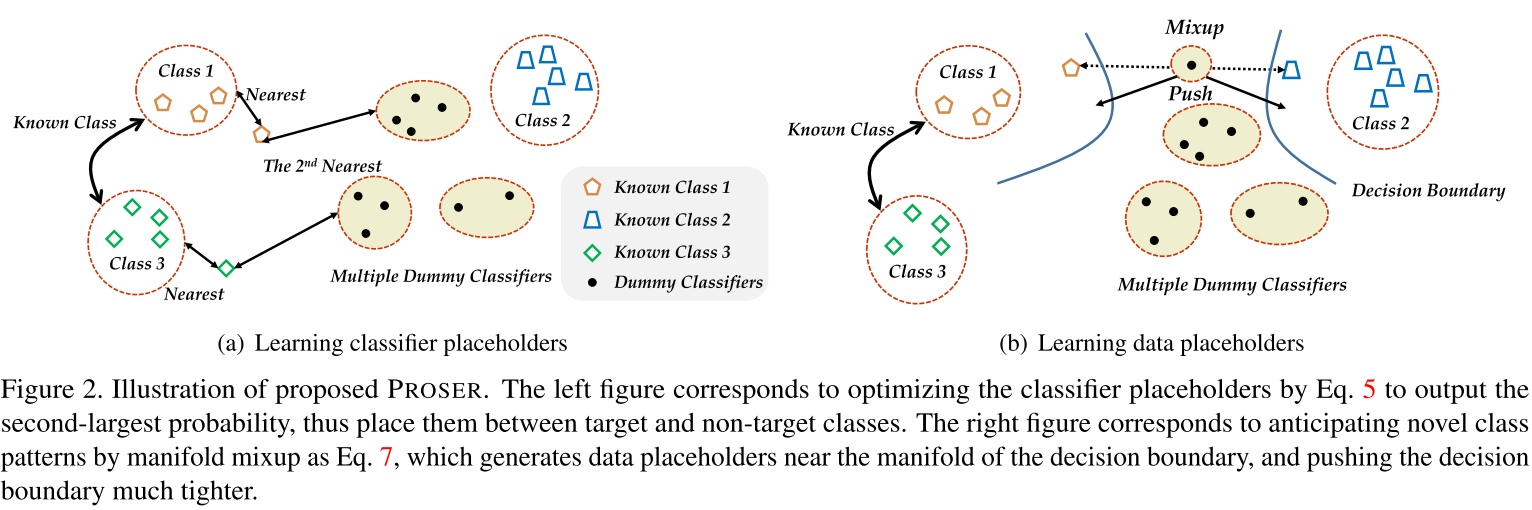 Class 1
Nearest
Known Class
The 2nd Nearest
Class 2
Class 3
Nearest
Multiple Dummy Classifiers
Known Class 1
Known Class 2
Known Class 3
Dummy Classifiers
(a) Learning classifier placeholders
Mixup
Class 1
Push
Known Class
Class 2
Decision Boundary
Class 3
Multiple Dummy Classifiers
(b) Learning data placeholders
Figure 2. Illustration of proposed PROSER. The left figure corresponds to optimizing the classifier placeholders by Eq. 5 to output the
second-largest probability, thus place them between target and non-target classes. The right figure corresponds to anticipating novel class
patterns by manifold mixup as Eq. 7, which generates data placeholders near the manifold of the decision boundary, and pushing the decision
boundary much tighter.